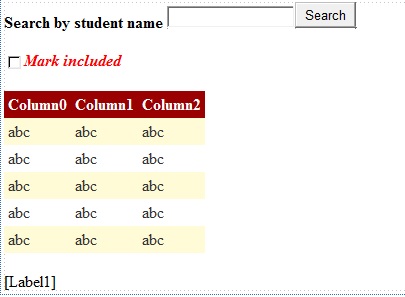 Search by student name Search
Mark included
Column0 Column1 Column2
abc abc abc
abc abc abc
abc abc abc
abc abc abc
abc abc abc
[Label1]